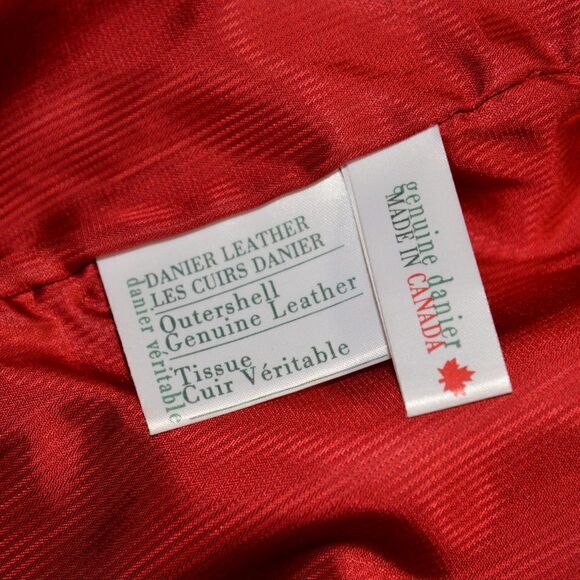 DANIER LEATHER
LES CUIRS DANIER
Outershell
Genuine Leather
Tissue
Cuir Véritable
danier véritable
genuine danier
MADE IN CANADA